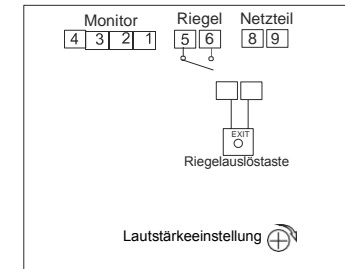 Monitor Riegel Netzteil
4 3 2 1 5 6 8 9
EXIT
Riegelauslöstaste
Lautstärkeeinstellung